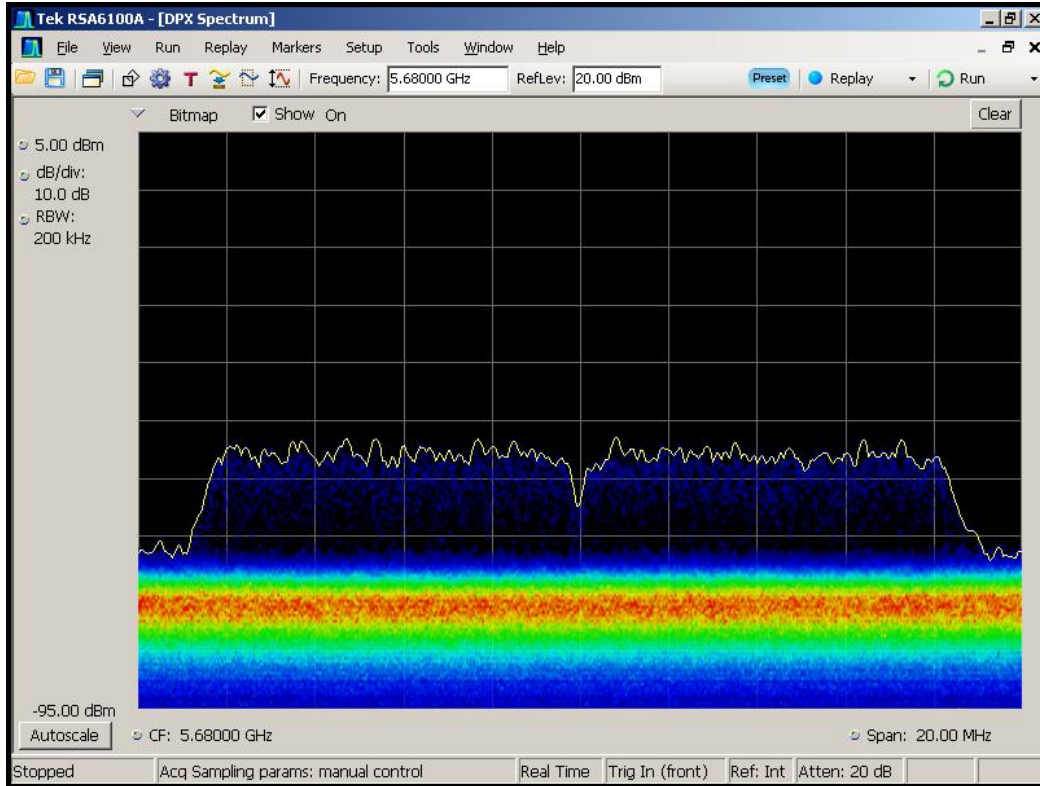 Tek RSA6100A - [DPX Spectrum]
File View Run Replay Markers Setup Tools Window Help
T Frequency: 5.68000 GHz RefLev: 20.00 dBm Preset Replay Run
Bitmap Show On Clear
5.00 dBm
dB/div:
10.0 dB
RBW:
200 kHz
-95.00 dBm
Autoscale CF: 5.68000 GHz Span: 20.00 MHz
Stopped Acq Sampling params: manual control Real Time Trig In (front) Ref: Int Atten: 20 dB